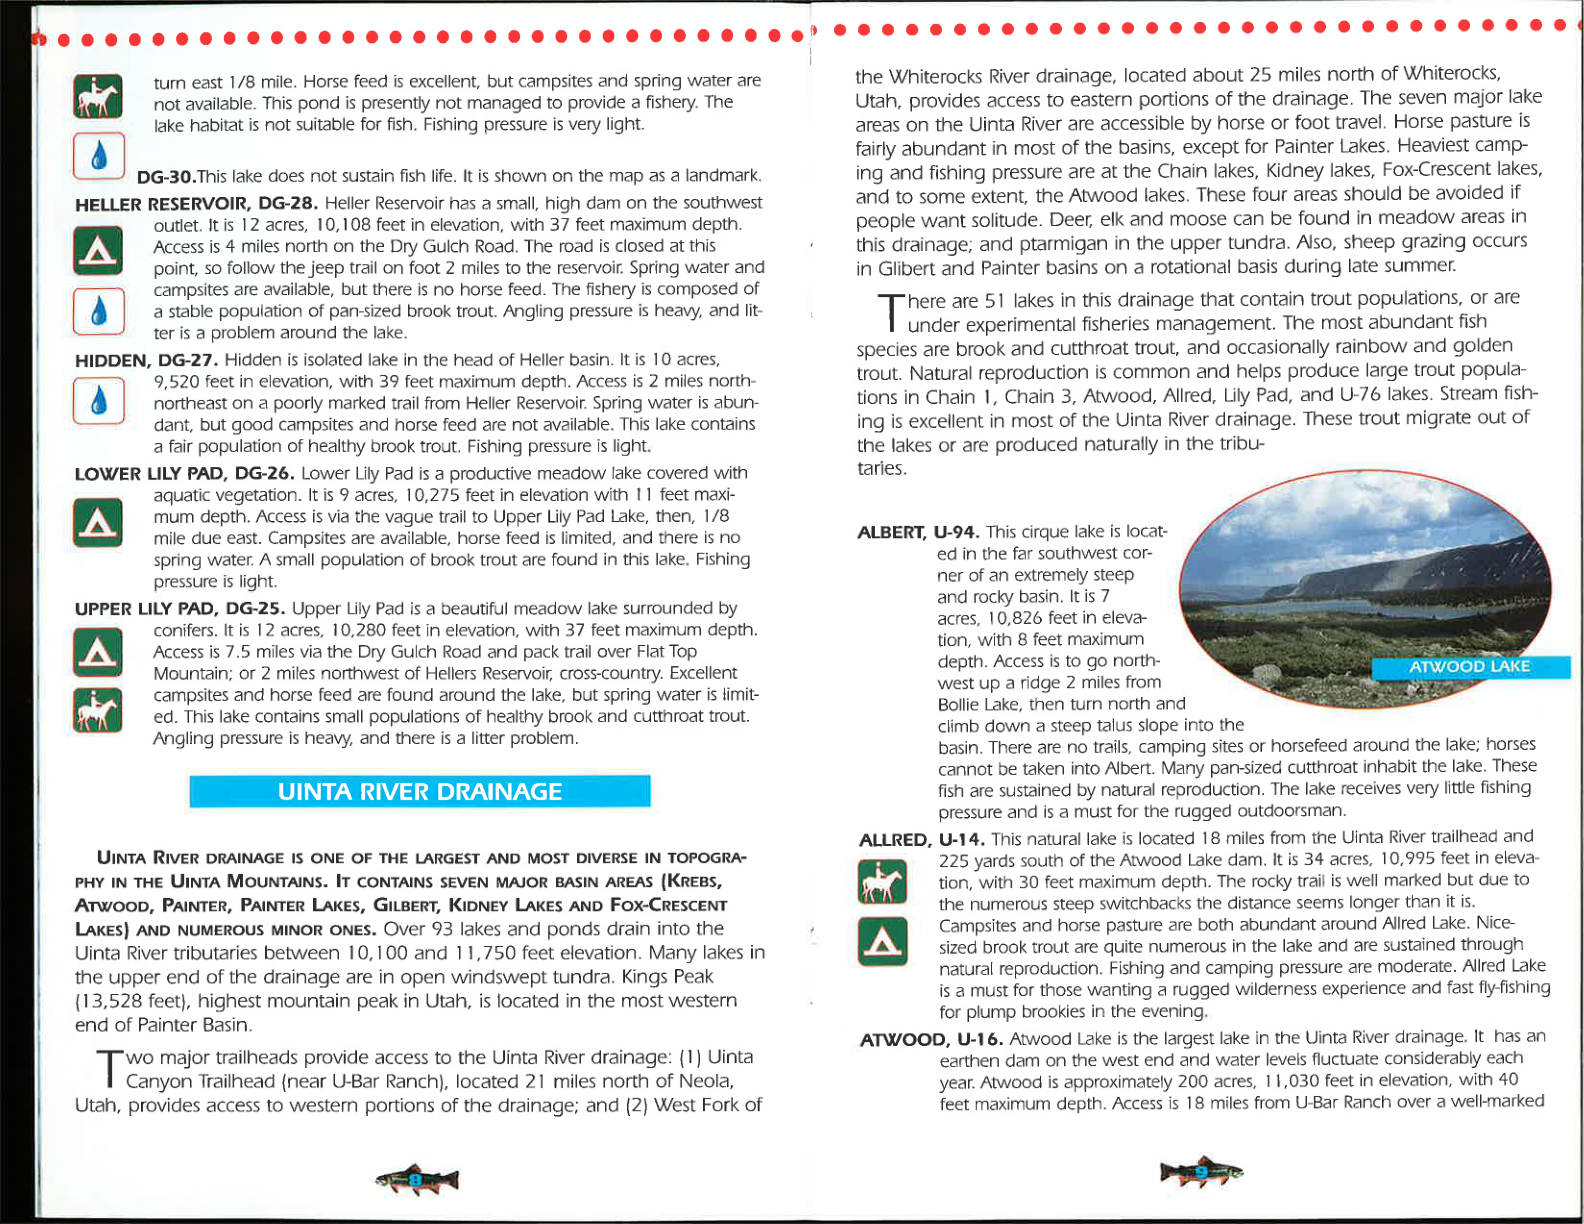 turn east 1/8 mile. Horse feed is excellent, but campsites and spring water are
not available. This pond is presently not managed to provide a fishery. The
lake habitat is not suitable for fish. Fishing pressure is very light.
DG-30.This lake does not sustain fish life. It is shown on the map as a landmark.
HELLER RESERVOIR, DG-28. Heller Reservoir has a small, high dam on the southwest
outlet. It is 12 acres, 10,108 feet in elevation, with 37 feet maximum depth.
Access is 4 miles north on the Dry Gulch Road. The road is closed at this
point, so follow the jeep trail on foot 2 miles to the reservoir. Spring water and
campsites are available, but there is no horse feed. The fishery is composed of
a stable population of pan-sized brook trout. Angling pressure is heavy, and lit-
ter is a problem around the lake.
HIDDEN, DG-27. Hidden is isolated lake in the head of Heller basin. It is 10 acres,
9,520 feet in elevation, with 39 feet maximum depth. Access is 2 miles north-
northeast on a poorly marked trail from Heller Reservoir. Spring water is abun-
dant, but good campsites and horse feed are not available. This lake contains
a fair population of healthy brook trout. Fishing pressure is light.
LOWER LILY PAD, DG-26. Lower Lily Pad is a productive meadow lake covered with
aquatic vegetation. It is 9 acres, 10,275 feet in elevation with 11 feet maxi-
mum depth. Access is via the vague trail to Upper Lily Pad Lake, then, 1/8
mile due east. Campsites are available, horse feed is limited, and there is no
spring water. A small population of brook trout are found in this lake. Fishing
pressure is light.
UPPER LILY PAD, DG-25. Upper Lily Pad is a beautiful meadow lake surrounded by
conifers. It is 12 acres, 10,280 feet in elevation, with 37 feet maximum depth.
Access is 7.5 miles via the Dry Gulch Road and pack trail over Flat Top
Mountain; or 2 miles northwest of Hellers Reservoir, cross-country. Excellent
campsites and horse feed are found around the lake, but spring water is limit-
ed. This lake contains small populations of healthy brook and cutthroat trout.
Angling pressure is heavy, and there is a litter problem.
UINTA RIVER DRAINAGE
UINTA RIVER DRAINAGE IS ONE OF THE LARGEST AND MOST DIVERSE IN TOPOGRA-
PHY IN THE UINTA MOUNTAINS. IT CONTAINS SEVEN MAJOR BASIN AREAS (KREBS,
ATWOOD, PAINTER, PAINTER LAKES, GILBERT, KIDNEY LAKES AND FOX-CRESCENT
LAKES) AND NUMEROUS MINOR ONES. Over 93 lakes and ponds drain into the
Uinta River tributaries between 10,100 and 11,750 feet elevation. Many lakes in
the upper end of the drainage are in open windswept tundra. Kings Peak
(13,528 feet), highest mountain peak in Utah, is located in the most western
end of Painter Basin.
Two major trailheads provide access to the Uinta River drainage: (1) Uinta
Canyon Trailhead (near U-Bar Ranch), located 21 miles north of Neola,
Utah, provides access to western portions of the drainage; and (2) West Fork of
8
the Whiterocks River drainage, located about 25 miles north of Whiterocks,
Utah, provides access to eastern portions of the drainage. The seven major lake
areas on the Uinta River are accessible by horse or foot travel. Horse pasture is
fairly abundant in most of the basins, except for Painter Lakes. Heaviest camp-
ing and fishing pressure are at the Chain lakes, Kidney lakes, Fox-Crescent lakes,
and to some extent, the Atwood lakes. These four areas should be avoided if
people want solitude. Deer, elk and moose can be found in meadow areas in
this drainage; and ptarmigan in the upper tundra. Also, sheep grazing occurs
in Glibert and Painter basins on a rotational basis during late summer.
There are 51 lakes in this drainage that contain trout populations, or are
under experimental fisheries management. The most abundant fish
species are brook and cutthroat trout, and occasionally rainbow and golden
trout. Natural reproduction is common and helps produce large trout popula-
tions in Chain 1, Chain 3, Atwood, Allred, Lily Pad, and U-76 lakes. Stream fish-
ing is excellent in most of the Uinta River drainage. These trout migrate out of
the lakes or are produced naturally in the tribu-
taries.
ATWOOD LAKE
ALBERT, U-94. This cirque lake is locat-
ed in the far southwest cor-
ner of an extremely steep
and rocky basin. It is 7
acres, 10,826 feet in eleva-
tion, with 8 feet maximum
depth. Access is to go north-
west up a ridge 2 miles from
Bollie Lake, then turn north and
climb down a steep talus slope into the
basin. There are no trails, camping sites or horsefeed around the lake; horses
cannot be taken into Albert. Many pan-sized cutthroat inhabit the lake. These
fish are sustained by natural reproduction. The lake receives very little fishing
pressure and is a must for the rugged outdoorsman.
ALLRED, U-14. This natural lake is located 18 miles from the Uinta River trailhead and
225 yards south of the Atwood Lake dam. It is 34 acres, 10,995 feet in eleva-
tion, with 30 feet maximum depth. The rocky trail is well marked but due to
the numerous steep switchbacks the distance seems longer than it is.
Campsites and horse pasture are both abundant around Allred Lake. Nice-
sized brook trout are quite numerous in the lake and are sustained through
natural reproduction. Fishing and camping pressure are moderate. Allred Lake
is a must for those wanting a rugged wilderness experience and fast fly-fishing
for plump brookies in the evening.
ATWOOD, U-16. Atwood Lake is the largest lake in the Uinta River drainage. It has an
earthen dam on the west end and water levels fluctuate considerably each
year. Atwood is approximately 200 acres, 11,030 feet in elevation, with 40
feet maximum depth. Access is 18 miles from U-Bar Ranch over a well-marked
9